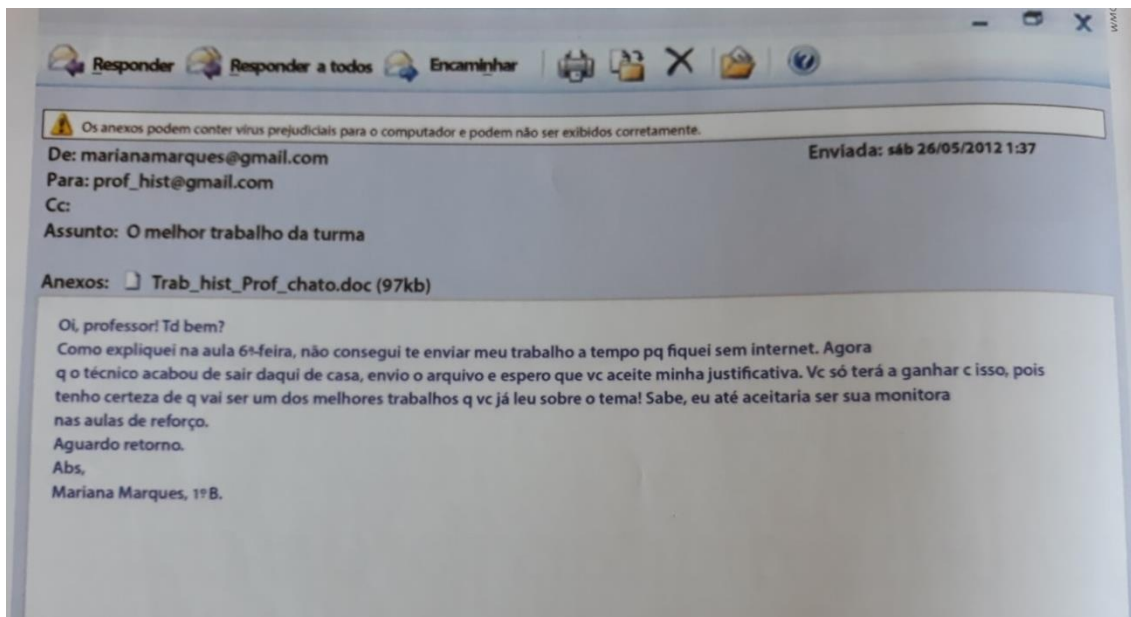 WMC
Responder Responder a todos Encaminhar
Os anexos podem conter vírus prejudiciais para o computador e podem não ser exibidos corretamente.
De: marianamarques@gmail.com Enviada: sáb 26/05/2012 1:37
Para: prof_hist@gmail.com
Cc:
Assunto: O melhor trabalho da turma
Anexos: Trab_hist_Prof_chato.doc (97kb)
Oi, professor! Td bem?
Como expliquei na aula 6ª-feira, não consegui te enviar meu trabalho a tempo pq fiquei sem internet. Agora
q o técnico acabou de sair daqui de casa, envio o arquivo e espero que vc aceite minha justificativa. Vc só terá a ganhar c isso, pois
tenho certeza de q vai ser um dos melhores trabalhos q vc já leu sobre o tema! Sabe, eu até aceitaria ser sua monitora
nas aulas de reforço.
Aguardo retorno.
Abs,
Mariana Marques, 1º B.